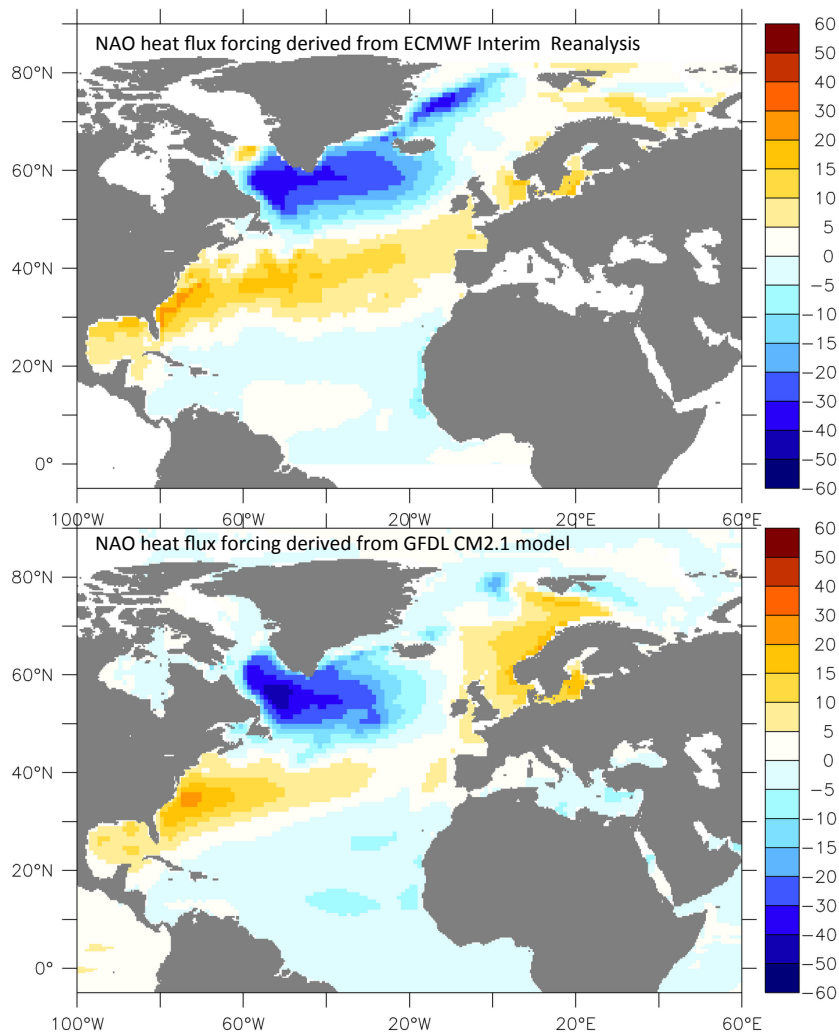 NAO heat flux forcing derived from ECMWF Interim  Reanalysis
80°N
60°N
40°N
20°N
0°
100°W
60°W
20°W
20°E
60°E
60
50
40
30
20
15
10
5
0
−5
−10
−15
−20
−30
−40
−50
−60
NAO heat flux forcing derived from GFDL CM2.1 model
80°N
60°N
40°N
20°N
0°
100°W
60°W
20°W
20°E
60°E
60
50
40
30
20
15
10
5
0
−5
−10
−15
−20
−30
−40
−50
−60